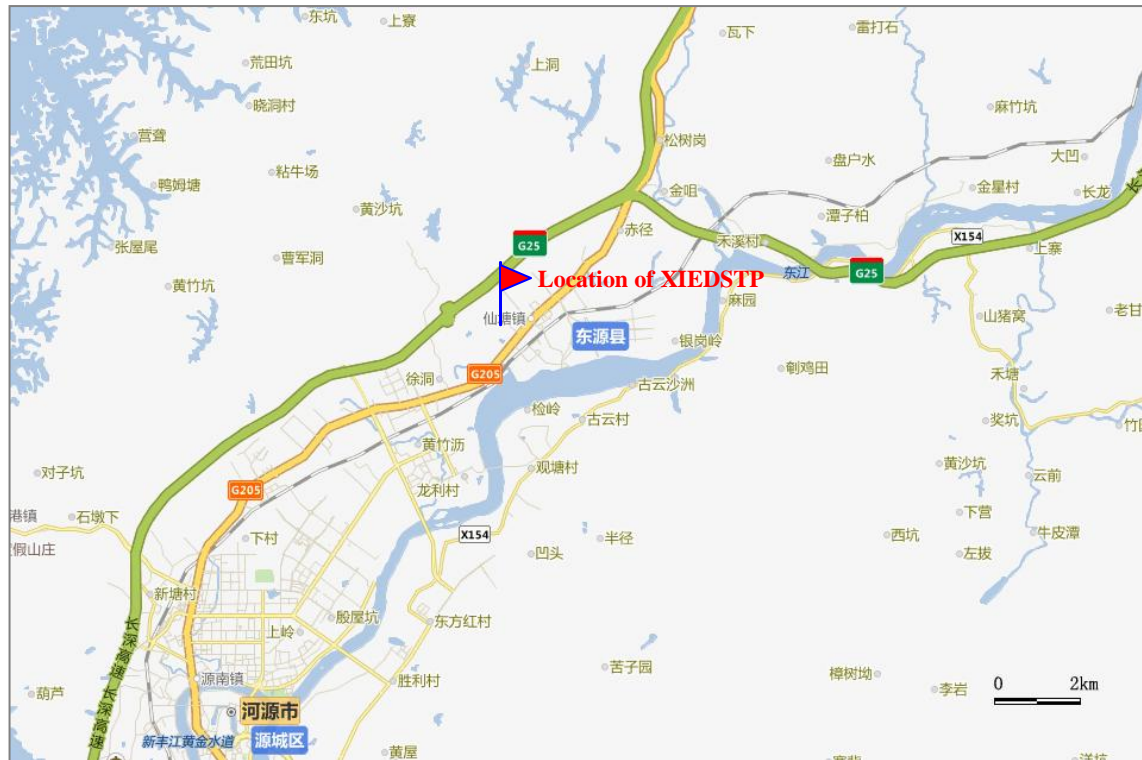 东坑
上寮
瓦下
雷打石
荒田坑
上洞
晓洞村
麻竹坑
营聋
松树岗
盘户水
大凹
粘牛场
鸭姆塘
金咀
金星村
长龙
黄沙坑
潭子柏
赤径
禾溪村
X154
张屋尾
G25
上寨
曹军洞
Location of XIEDSTP
东江
G25
黄竹坑
麻园
仙塘镇
东源县
山猪窝
老甘
银岗岭
G205
徐洞
剦鸡田
禾塘
古云沙洲
检岭
古云村
奖坑
黄竹沥
对子坑
观塘村
黄沙坑
云前
G205
龙利村
港镇
石墩下
下营
X154
下村
半径
西坑
牛皮潭
假山庄
凹头
左拔
新塘村
殷屋坑
东方红村
上岭
长深高速
苦子园
樟树坳
源南镇
胜利村
李岩
0 2km
葫芦
长深高速
河源市
新丰江黄金水道
源城区
黄屋